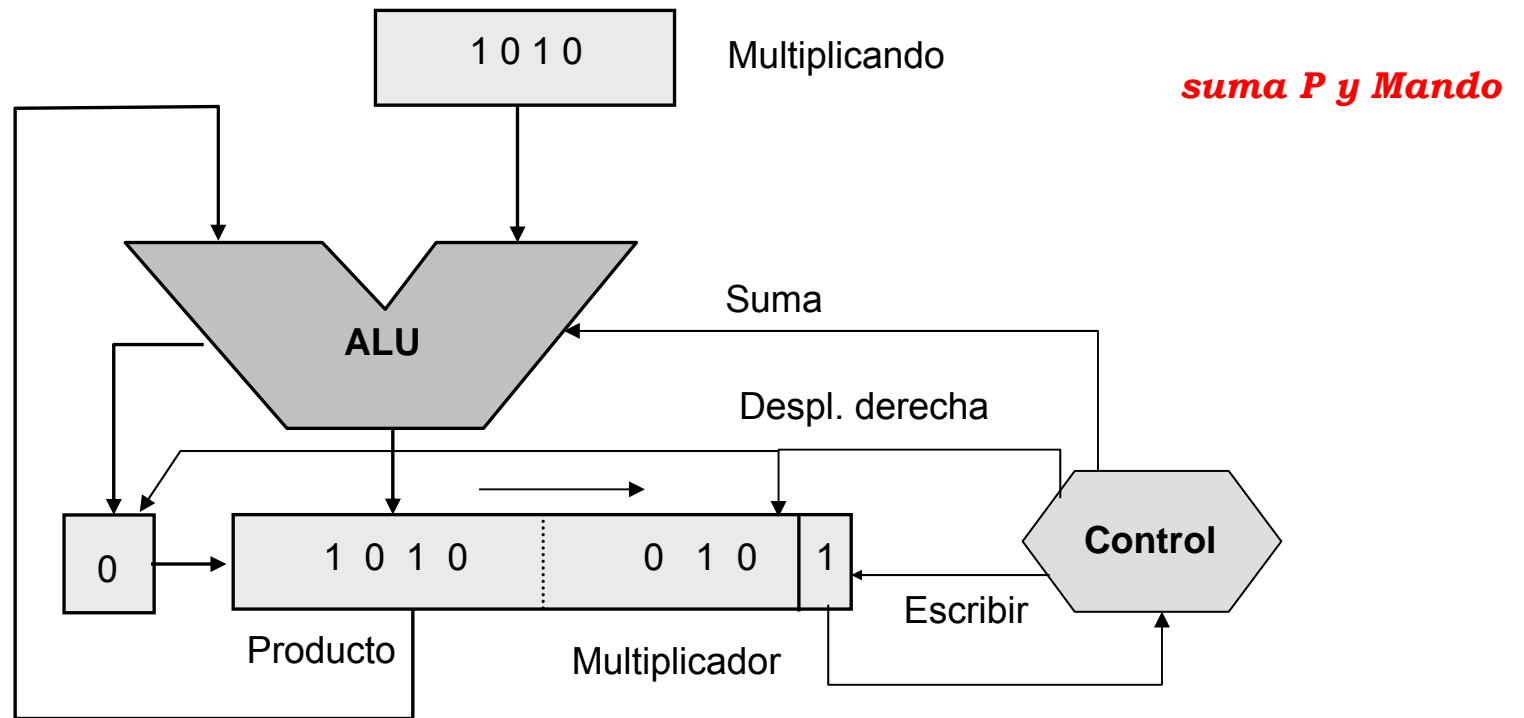 1 0 1 0
Multiplicando
suma P y Mando
Suma
ALU
Despl. derecha
0
1 0 1 0 0 1 0 1
Control
Escribir
Producto
Multiplicador